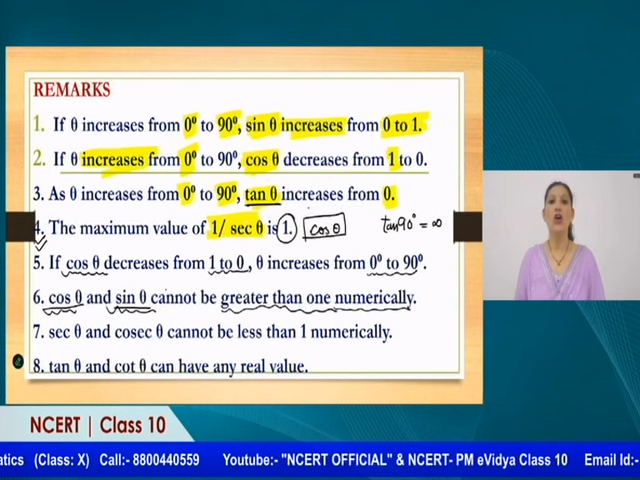 REMARKS
1. If θ increases from 0⁰ to 90⁰, sin θ increases from 0 to 1.
2. If θ increases from 0⁰ to 90⁰, cos θ decreases from 1 to 0.
3. As θ increases from 0⁰ to 90⁰, tan θ increases from 0.
4. The maximum value of 1/ sec θ is 1. cos θ tan90° = ∞
5. If cos θ decreases from 1 to 0, θ increases from 0⁰ to 90⁰.
6. cos θ and sin θ cannot be greater than one numerically.
7. sec θ and cosec θ cannot be less than 1 numerically.
8. tan θ and cot θ can have any real value.
NCERT | Class 10
atics (Class: X) Call:- 8800440559 Youtube:- "NCERT OFFICIAL" & NCERT- PM eVidya Class 10 Email Id:-